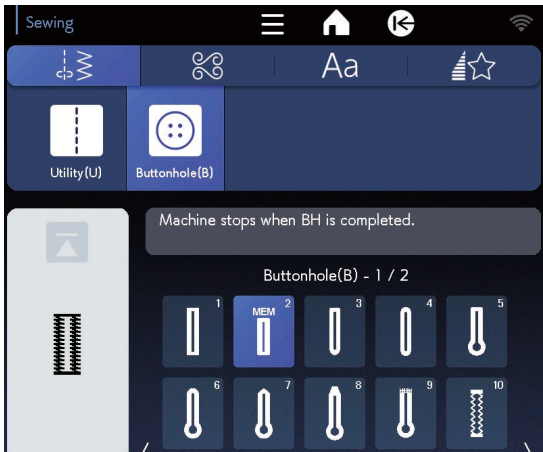 Sewing
Aa
Utility(U)
Buttonhole(B)
Machine stops when BH is completed.
Buttonhole(B) - 1 / 2
1
MEM 2
3
4
5
6
7
8
9
10